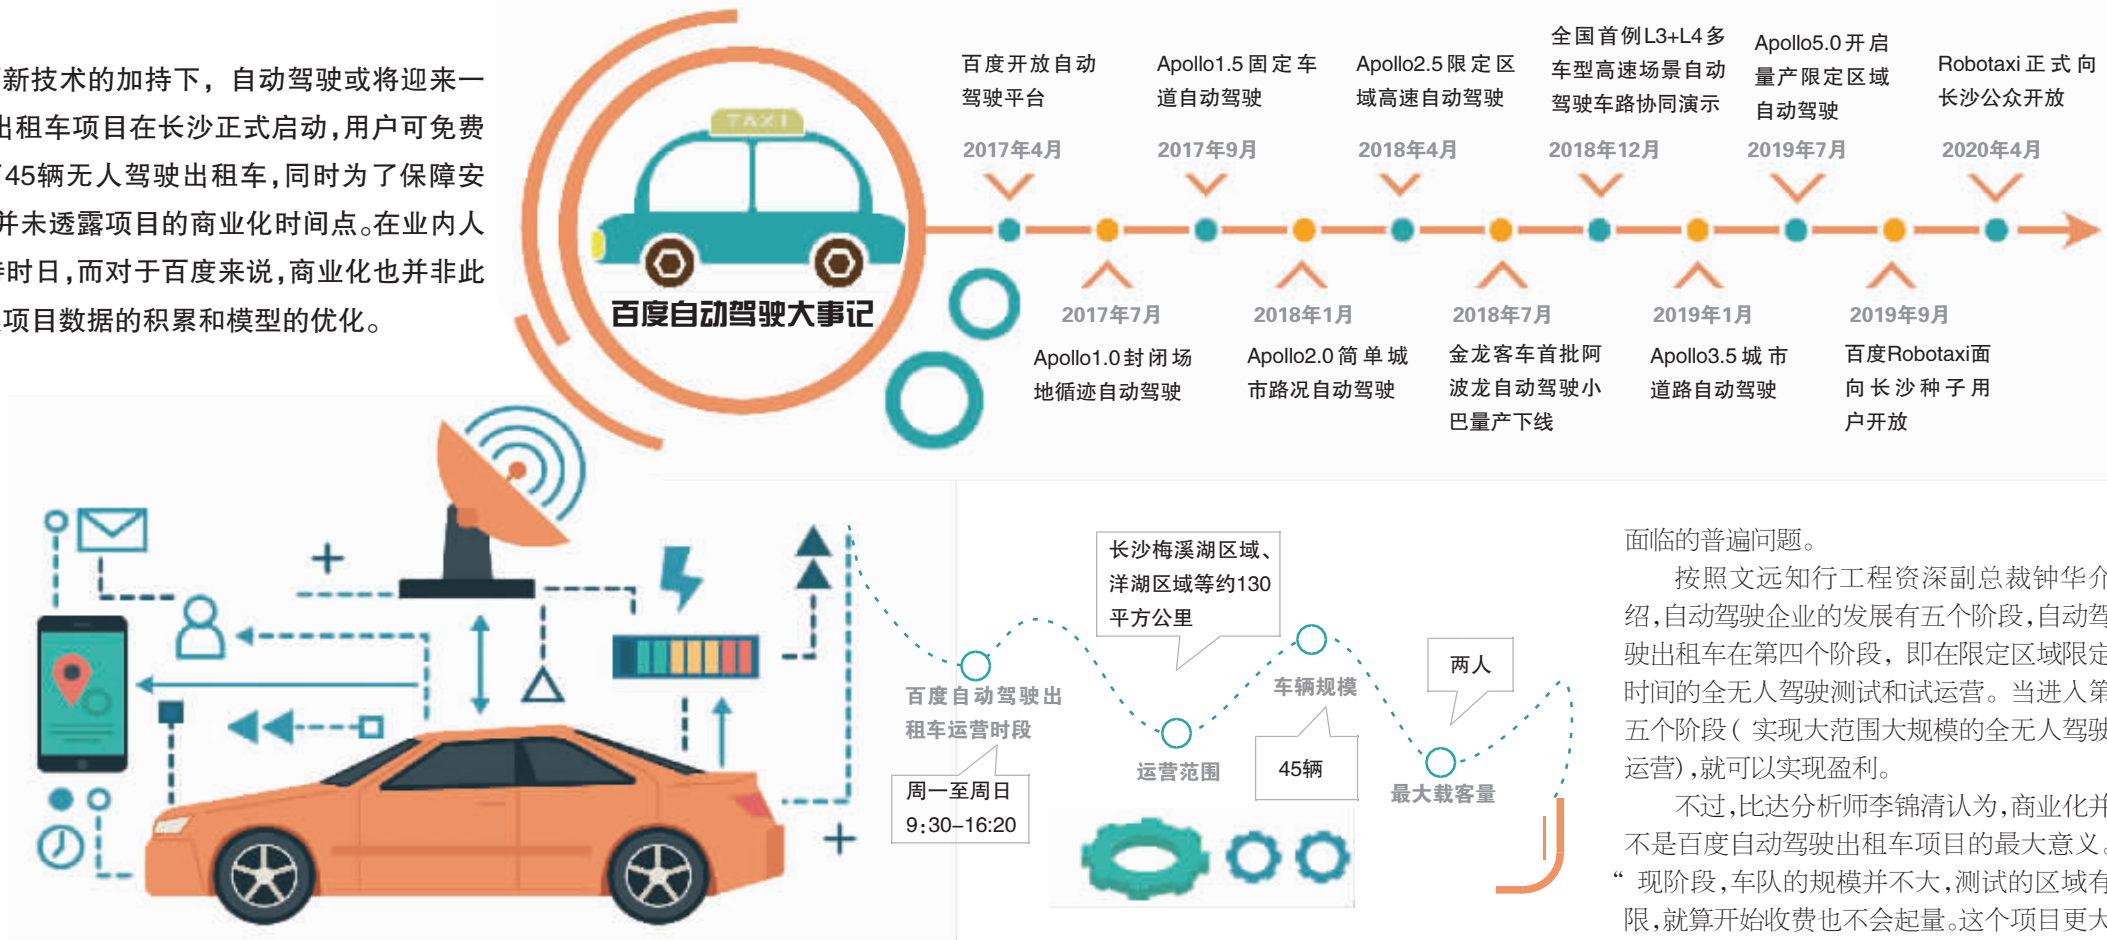 新技术的加持下，自动驾驶或将迎来一
出租车项目在长沙正式启动,用户可免费
45辆无人驾驶出租车,同时为了保障安
并未透露项目的商业化时间点。在业内人
时日,而对于百度来说,商业化也并非此
项目数据的积累和模型的优化。
TAXI
百度自动驾驶大事记
百度开放自动
驾驶平台
2017年4月
2017年7月
Apollo1.0封闭场
地循迹自动驾驶
Apollo1.5固定车
道自动驾驶
2017年9月
2018年1月
Apollo2.0简单城
市路况自动驾驶
Apollo2.5限定区
域高速自动驾驶
2018年4月
2018年7月
金龙客车首批阿
波龙自动驾驶小
巴量产下线
全国首例L3+L4多
车型高速场景自动
驾驶车路协同演示
2018年12月
2019年1月
Apollo3.5城市
道路自动驾驶
Apollo5.0开启
量产限定区域
自动驾驶
2019年7月
2019年9月
百度Robotaxi面
向长沙种子用
户开放
Robotaxi正式向
长沙公众开放
2020年4月
百度自动驾驶出
租车运营时段
周一至周日
9:30-16:20
长沙梅溪湖区域、
洋湖区域等约130
平方公里
运营范围
车辆规模
45辆
两人
最大载客量
面临的普遍问题。
按照文远知行工程资深副总裁钟华介
绍,自动驾驶企业的发展有五个阶段,自动驾
驶出租车在第四个阶段，即在限定区域限定
时间的全无人驾驶测试和试运营。当进入第
五个阶段（实现大范围大规模的全无人驾驶
运营）,就可以实现盈利。
不过,比达分析师李锦清认为,商业化并
不是百度自动驾驶出租车项目的最大意义。
“现阶段,车队的规模并不大,测试的区域有
限,就算开始收费也不会起量。这个项目更大